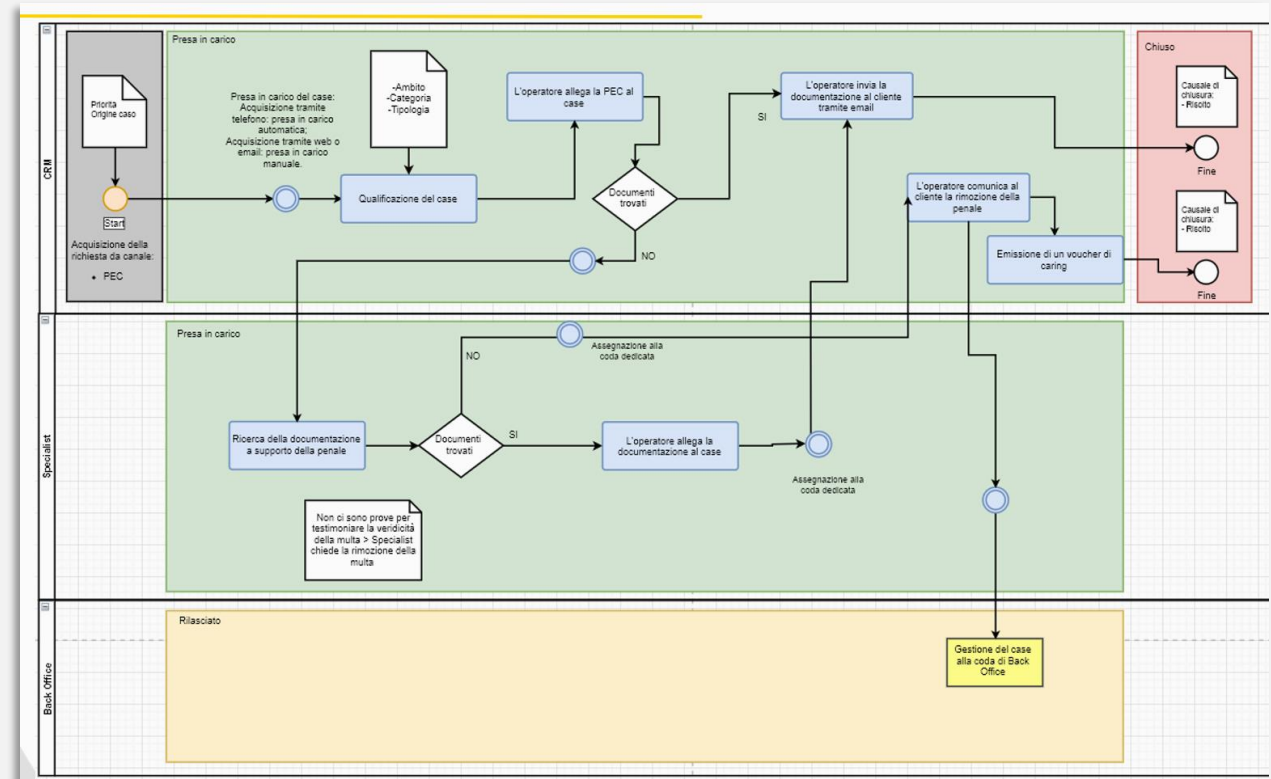 CRM
Priorità
Origine caso
Start
Acquisizione della
richiesta da canale:
• PEC
Presa in carico
Presa in carico del case:
Acquisizione tramite
telefono: presa in carico
automatica;
Acquisizione tramite web o
email: presa in carico
manuale.
-Ambito
-Categoria
-Tipologia
Qualificazione del case
L'operatore allega la PEC al
case
Documenti
trovati
SI
NO
L'operatore invia la
documentazione al cliente
tramite email
L'operatore comunica al
cliente la rimozione della
penale
Emissione di un voucher di
caring
Chiuso
Causale di
chiusura:
- Risolto
Fine
Causale di
chiusura:
- Risolto
Fine
Specialist
Presa in carico
Ricerca della documentazione
a supporto della penale
Documenti
trovati
NO
SI
Assegnazione alla
coda dedicata
L'operatore allega la
documentazione al case
Assegnazione alla
coda dedicata
Non ci sono prove per
testimoniare la veridicità
della multa > Specialist
chiede la rimozione della
multa
Back Office
Rilasciato
Gestione del case
alla coda di Back
Office